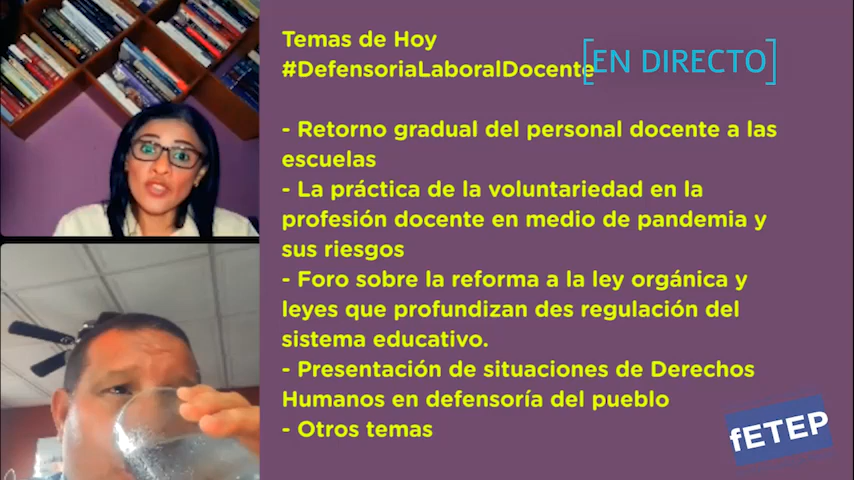 Temas de Hoy
#DefensoriaLaboralDocente
[EN DIRECTO]
- Retorno gradual del personal docente a las
escuelas
- La práctica de la voluntariedad en la
profesión docente en medio de pandemia y
sus riesgos
- Foro sobre la reforma a la ley orgánica y
leyes que profundizan des regulación del
sistema educativo.
- Presentación de situaciones de Derechos
Humanos en defensoría del pueblo
- Otros temas
fETEP